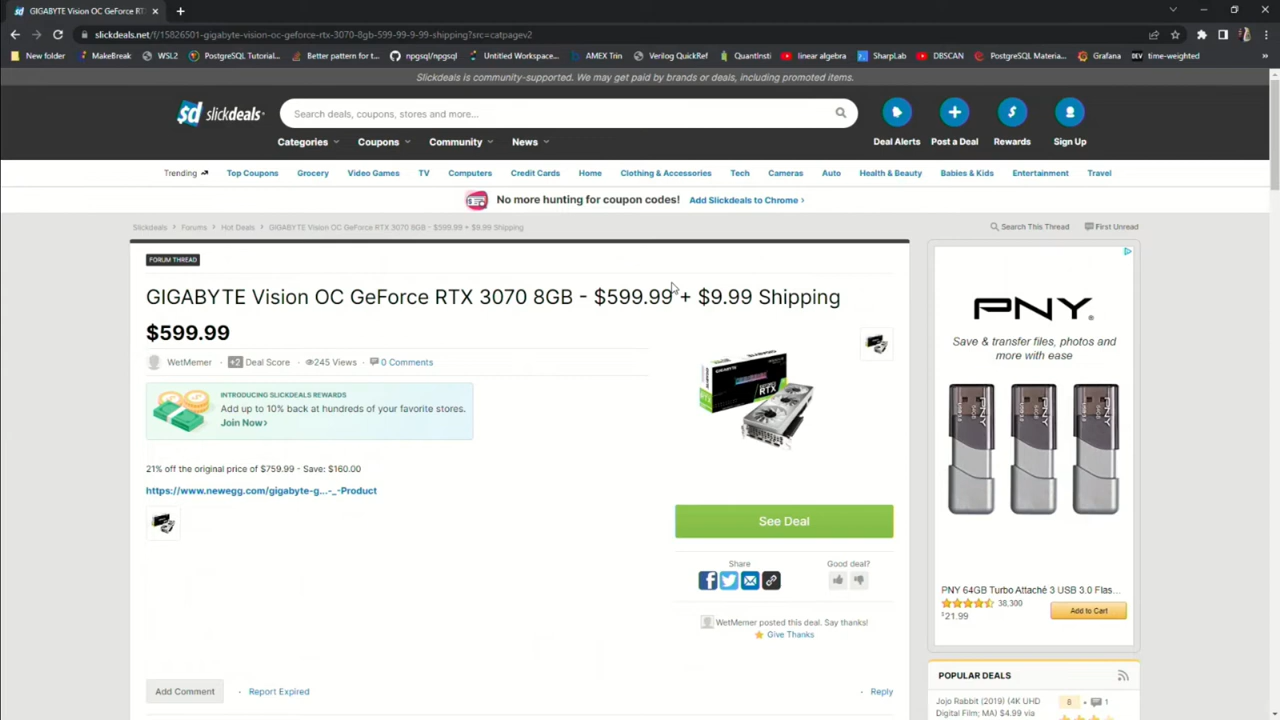 GIGABYTE Vision OC GeForce RTX
slickdeals.net/f/15826501-gigabyte-vision-oc-geforce-rtx-3070-8gb-599-99-9-99-shipping?src=catpagev2
New folder MakeBreak WSL2 PostgreSQL Tutorial... Better pattern for t... npgsql/npgsql Untitled Workspace... AMEX Trin Verilog QuickRef QuantInsti linear algebra SharpLab DBSCAN PostgreSQL Materia... Grafana time-weighted
Slickdeals is community-supported. We may get paid by brands or deals, including promoted items.
sd slickdeals
Search deals, coupons, stores and more...
Deal Alerts Post a Deal Rewards Sign Up
Categories Coupons Community News
Trending Top Coupons Grocery Video Games TV Computers Credit Cards Home Clothing & Accessories Tech Cameras Auto Health & Beauty Babies & Kids Entertainment Travel
No more hunting for coupon codes! Add Slickdeals to Chrome ›
Slickdeals › Forums › Hot Deals › GIGABYTE Vision OC GeForce RTX 3070 8GB - $599.99 + $9.99 Shipping
Search This Thread First Unread
FORUM THREAD
GIGABYTE Vision OC GeForce RTX 3070 8GB - $599.99 + $9.99 Shipping
$599.99
WetMemer · +2 Deal Score · 245 Views · 0 Comments
INTRODUCING SLICKDEALS REWARDS
Add up to 10% back at hundreds of your favorite stores.
Join Now›
GIGABYTE
RTX
21% off the original price of $759.99 - Save: $160.00
https://www.newegg.com/gigabyte-g...-_-Product
See Deal
Share Good deal?
WetMemer posted this deal. Say thanks!
Give Thanks
Add Comment · Report Expired
· Reply
PNY
Save & transfer files, photos and
more with ease
PNY 64GB Turbo Attaché 3 USB 3.0 Flas...
38,300
$21.99
Add to Cart
POPULAR DEALS
Jojo Rabbit (2019) (4K UHD
Digital Film; MA) $4.99 via
8 1